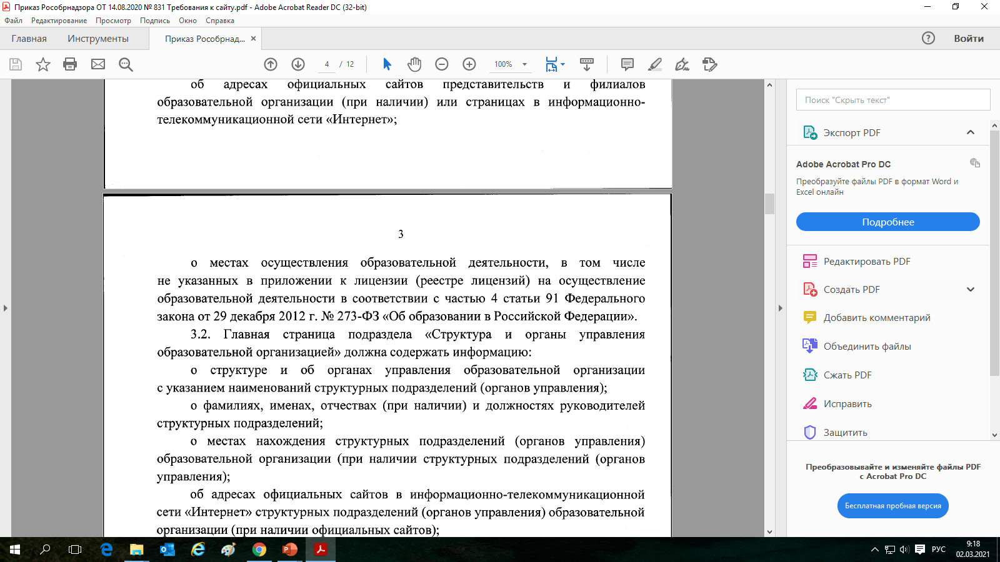 Приказ Рособрнадзора ОТ 14.08.2020 № 831 Требования к сайту.pdf - Adobe Acrobat Reader DC (32-bit)
Файл Редактирование Просмотр Подпись Окно Справка
Главная Инструменты Приказ Рособрнад... × Войти
4 / 12 100%
об адресах официальных сайтов представительств и филиалов
образовательной организации (при наличии) или страницах в информационно-
телекоммуникационной сети «Интернет»;
3
о местах осуществления образовательной деятельности, в том числе
не указанных в приложении к лицензии (реестре лицензий) на осуществление
образовательной деятельности в соответствии с частью 4 статьи 91 Федерального
закона от 29 декабря 2012 г. № 273-ФЗ «Об образовании в Российской Федерации».
3.2. Главная страница подраздела «Структура и органы управления
образовательной организацией» должна содержать информацию:
о структуре и об органах управления образовательной организации
с указанием наименований структурных подразделений (органов управления);
о фамилиях, именах, отчествах (при наличии) и должностях руководителей
структурных подразделений;
о местах нахождения структурных подразделений (органов управления)
образовательной организации (при наличии структурных подразделений (органов
управления);
об адресах официальных сайтов в информационно-телекоммуникационной
сети «Интернет» структурных подразделений (органов управления) образовательной
организации (при наличии официальных сайтов);
Поиск "Скрыть текст"
Экспорт PDF
Adobe Acrobat Pro DC
Преобразуйте файлы PDF в формат Word и
Excel онлайн
Подробнее
Редактировать PDF
Создать PDF
Добавить комментарий
Объединить файлы
Сжать PDF
Исправить
Защитить
Преобразовывайте и изменяйте файлы PDF
с Acrobat Pro DC
Бесплатная пробная версия
РУС
9:18
02.03.2021